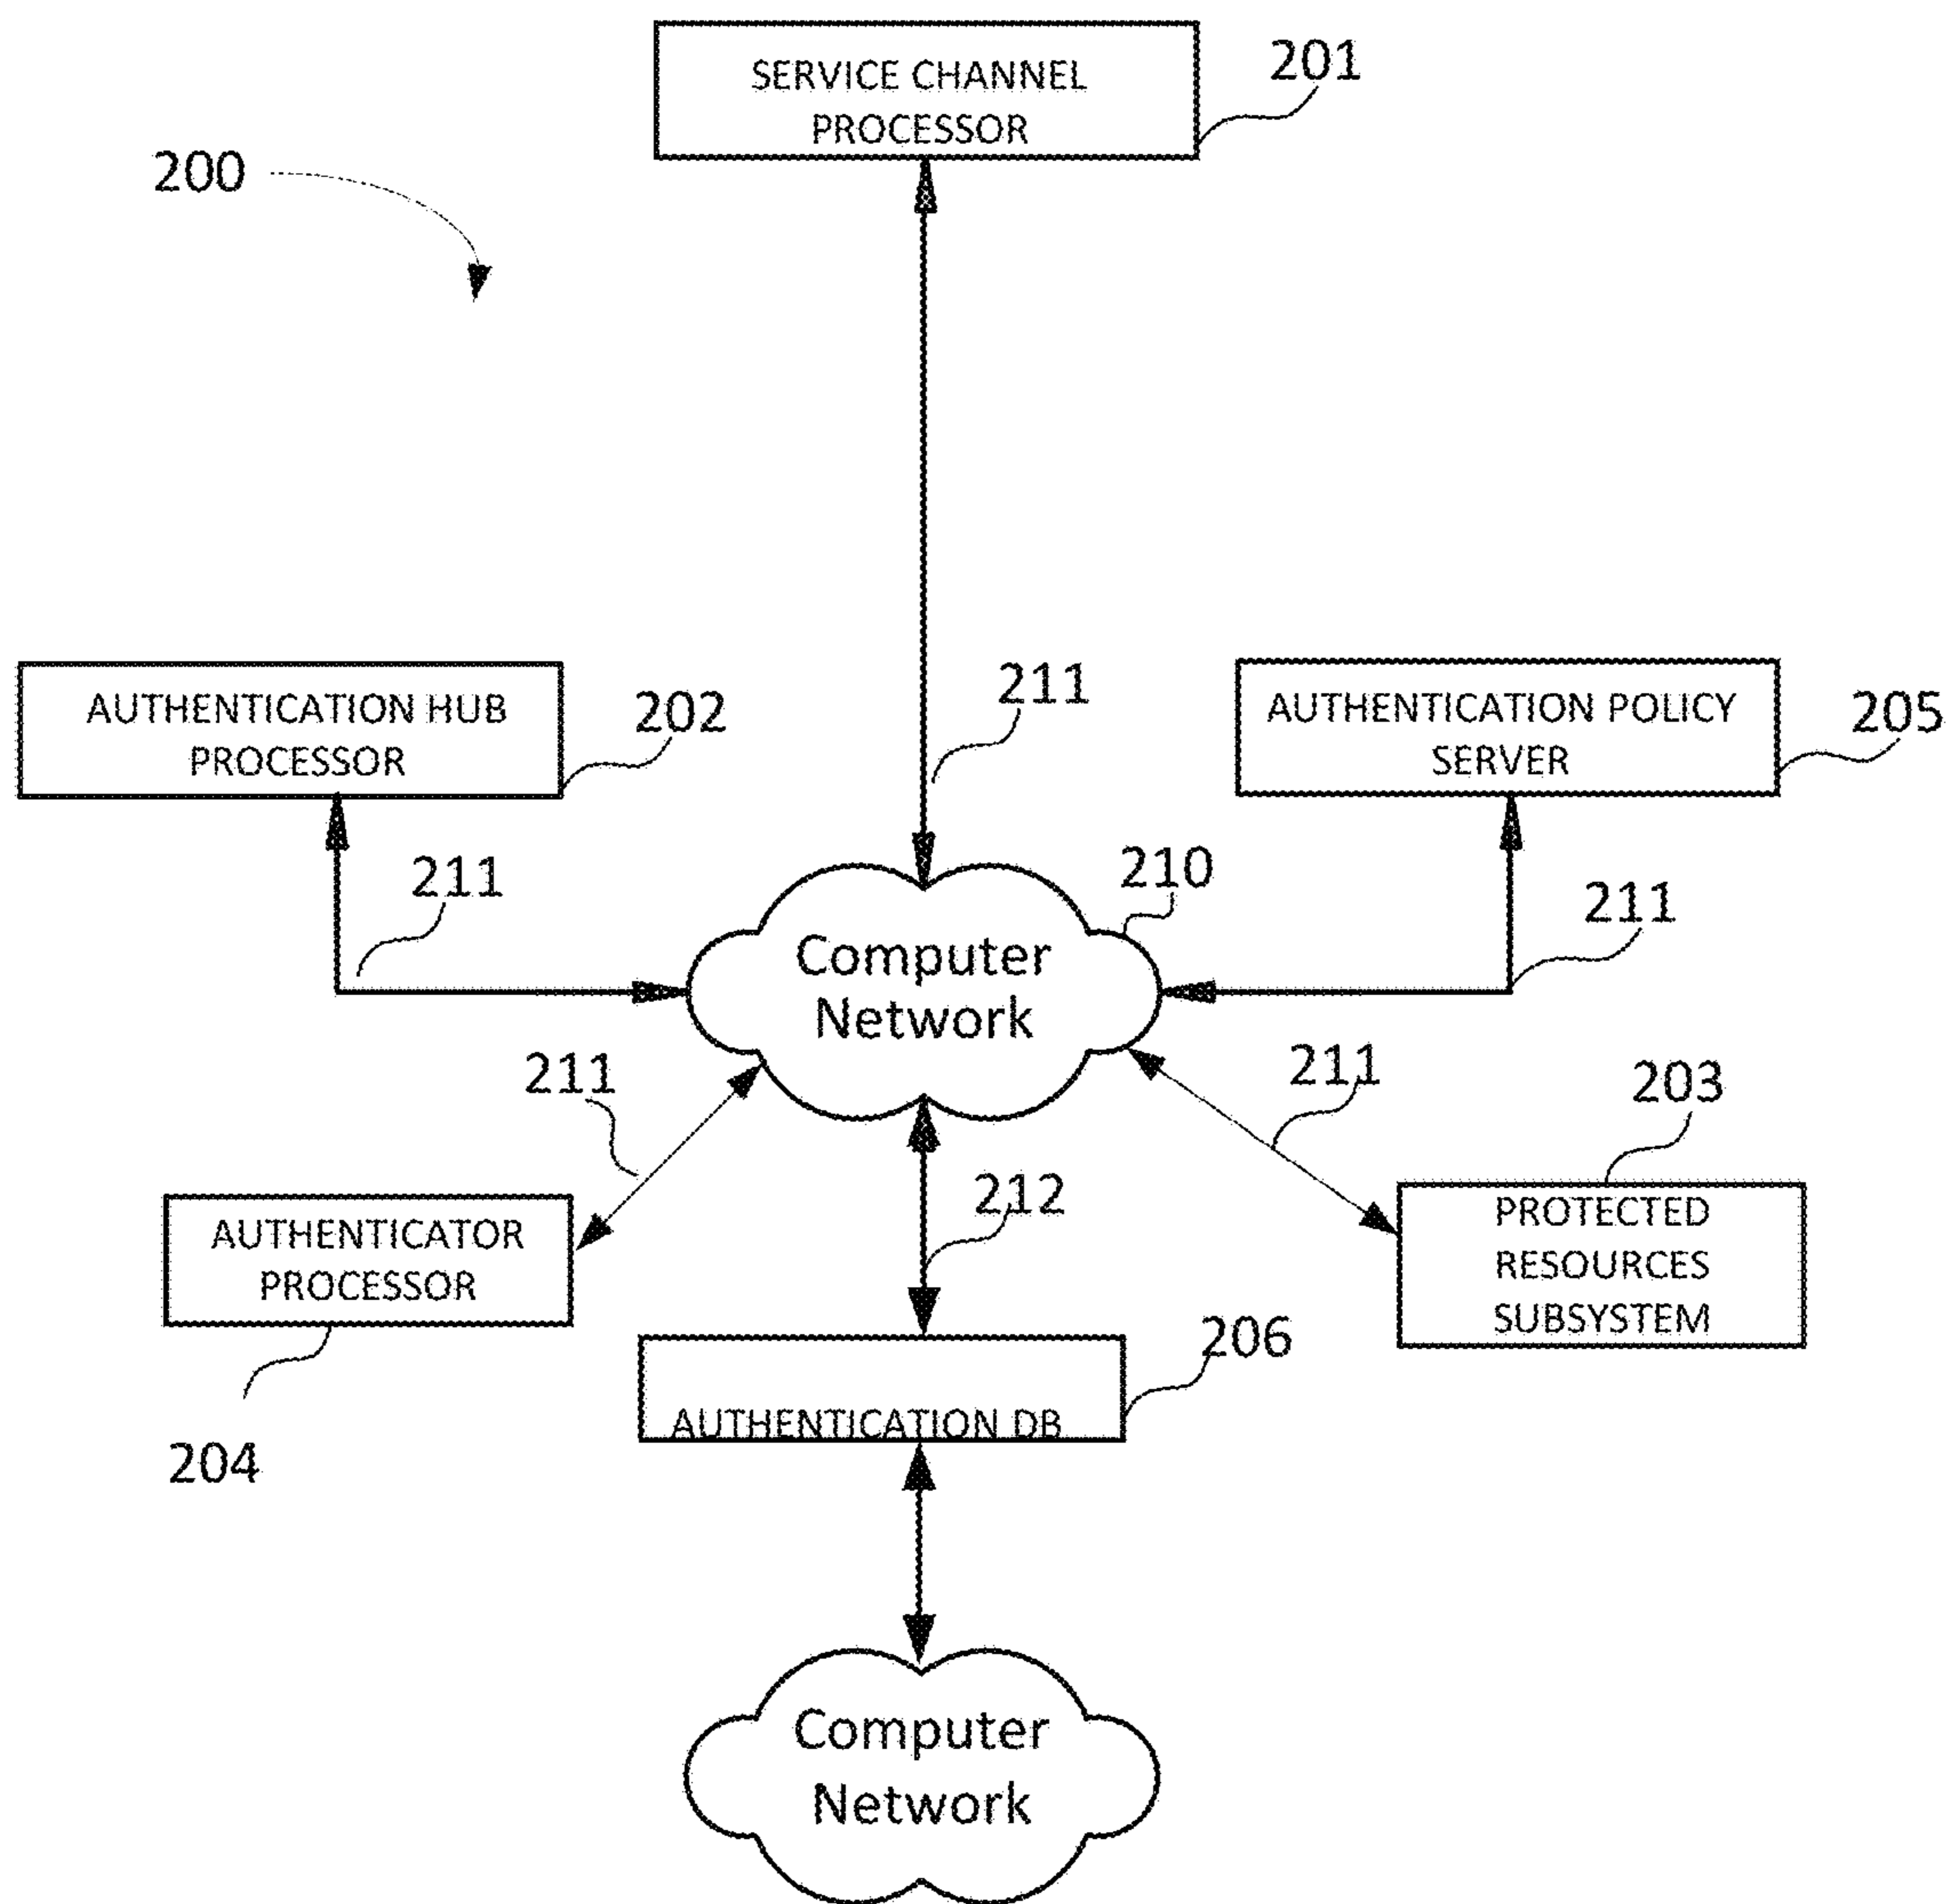 SERVICE CHANNEL
PROCESSOR
201
200
AUTHENTICATION HUB
PROCESSOR
202
211
AUTHENTICATION POLICY
SERVER
205
211
210
211
Computer
Network
211
211
203
AUTHENTICATOR
PROCESSOR
212
PROTECTED
RESOURCES
SUBSYSTEM
204
206
AUTHENTICATION DB
Computer
Network